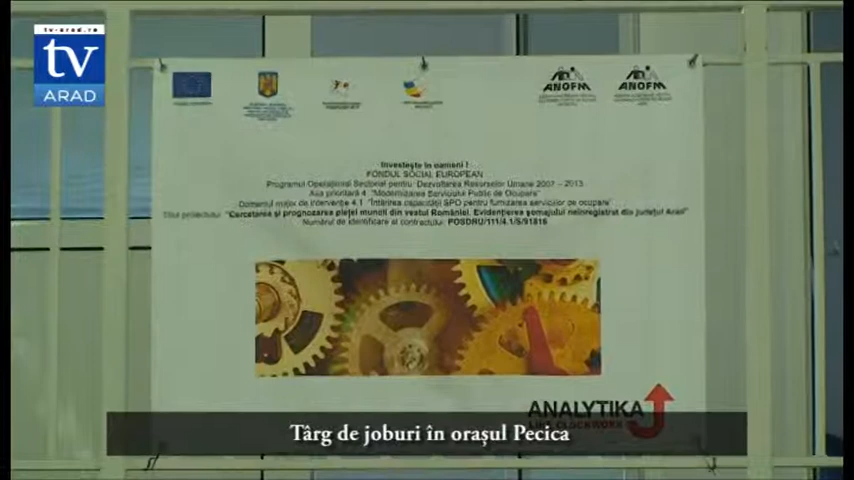 tv-arad.ro
tv
ARAD
ANOFM
ANOFM
Investește în oameni !
FONDUL SOCIAL EUROPEAN
Programul Operațional Sectorial pentru Dezvoltarea Resurselor Umane 2007 – 2013
Axa prioritară 4 "Modernizarea Serviciului Public de Ocupare"
Domeniul major de intervenție 4.1 "Întărirea capacității SPO pentru furnizarea serviciilor de ocupare"
Titlul proiectului: "Cercetarea și prognozarea pieței muncii din vestul României. Evidențierea șomajului neînregistrat din județul Arad"
Numărul de identificare al contractului: POSDRU/111/4.1/S/91816
ANALYTIKA
LIKE CLOCKWORK
Târg de joburi în orașul Pecica